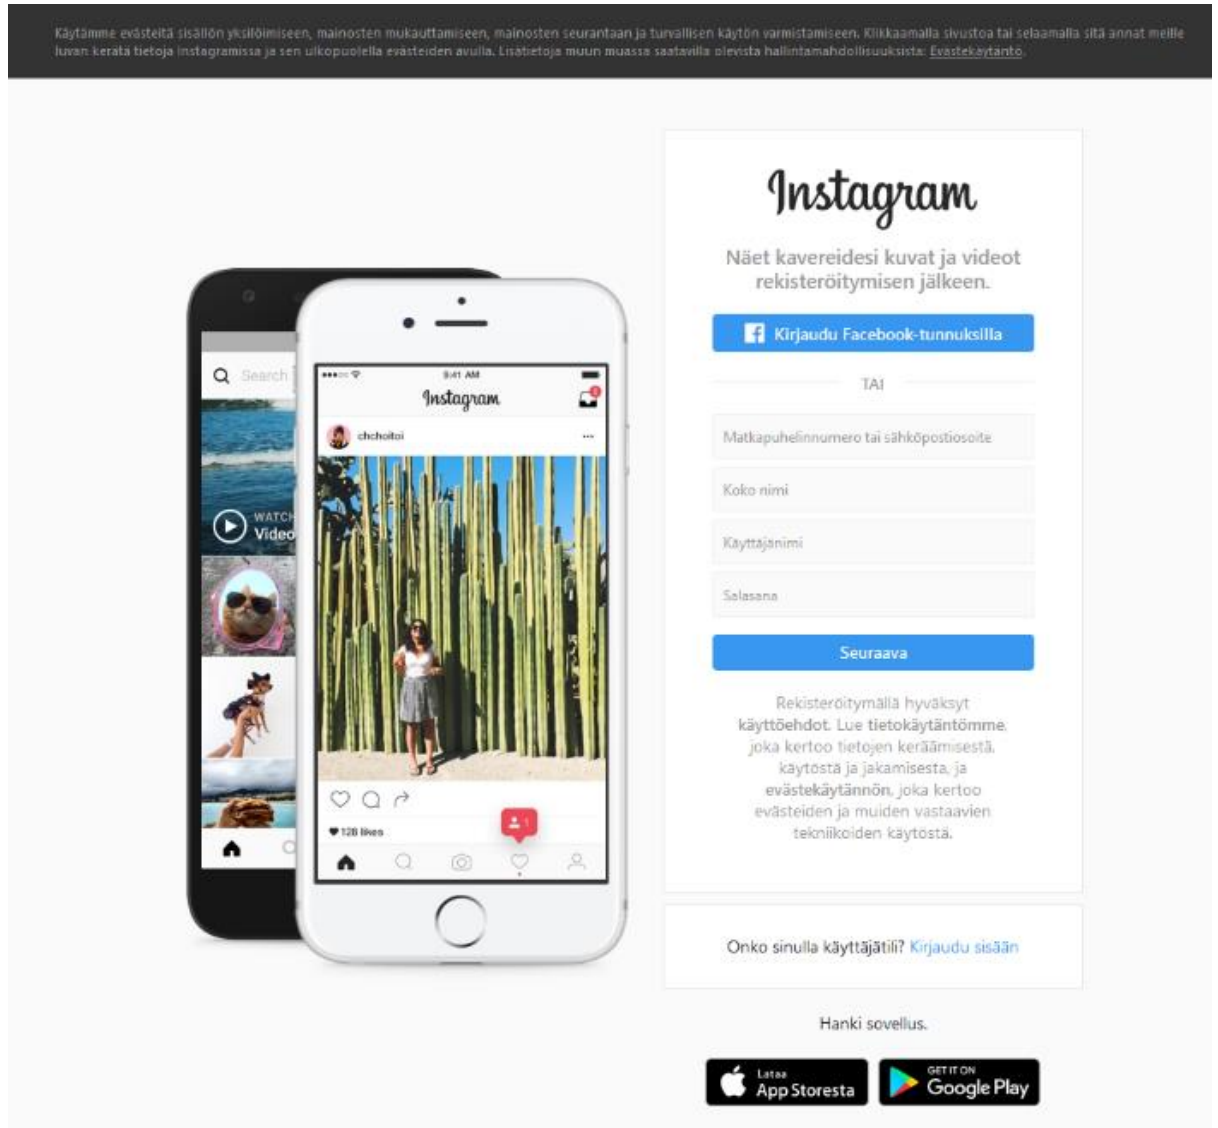 Käytämme evästeitä sisällön yksilöimiseen, mainosten mukauttamiseen, mainosten seurantaan ja turvallisen käytön varmistamiseen. Klikkaamalla sivustoa tai selaamalla sitä annat meille
luvan kerätä tietoja Instagramissa ja sen ulkopuolella evästeiden avulla. Lisätietoja muun muassa saatavilla olevista hallintamahdollisuuksista: Evästekäytäntö.
Search
WATCH
Video
9:41 AM
Instagram
chchoitoi
128 likes
1
Instagram
Näet kavereidesi kuvat ja videot
rekisteröitymisen jälkeen.
Kirjaudu Facebook-tunnuksilla
TAI
Matkapuhelinnumero tai sähköpostiosoite
Koko nimi
Käyttäjänimi
Salasana
Seuraava
Rekisteröitymällä hyväksyt
käyttöehdot. Lue tietokäytäntömme,
joka kertoo tietojen keräämisestä,
käytöstä ja jakamisesta, ja
evästekäytännön, joka kertoo
evästeiden ja muiden vastaavien
tekniikoiden käytöstä.
Onko sinulla käyttäjätili? Kirjaudu sisään
Hanki sovellus.
Lataa
App Storesta
GET IT ON
Google Play